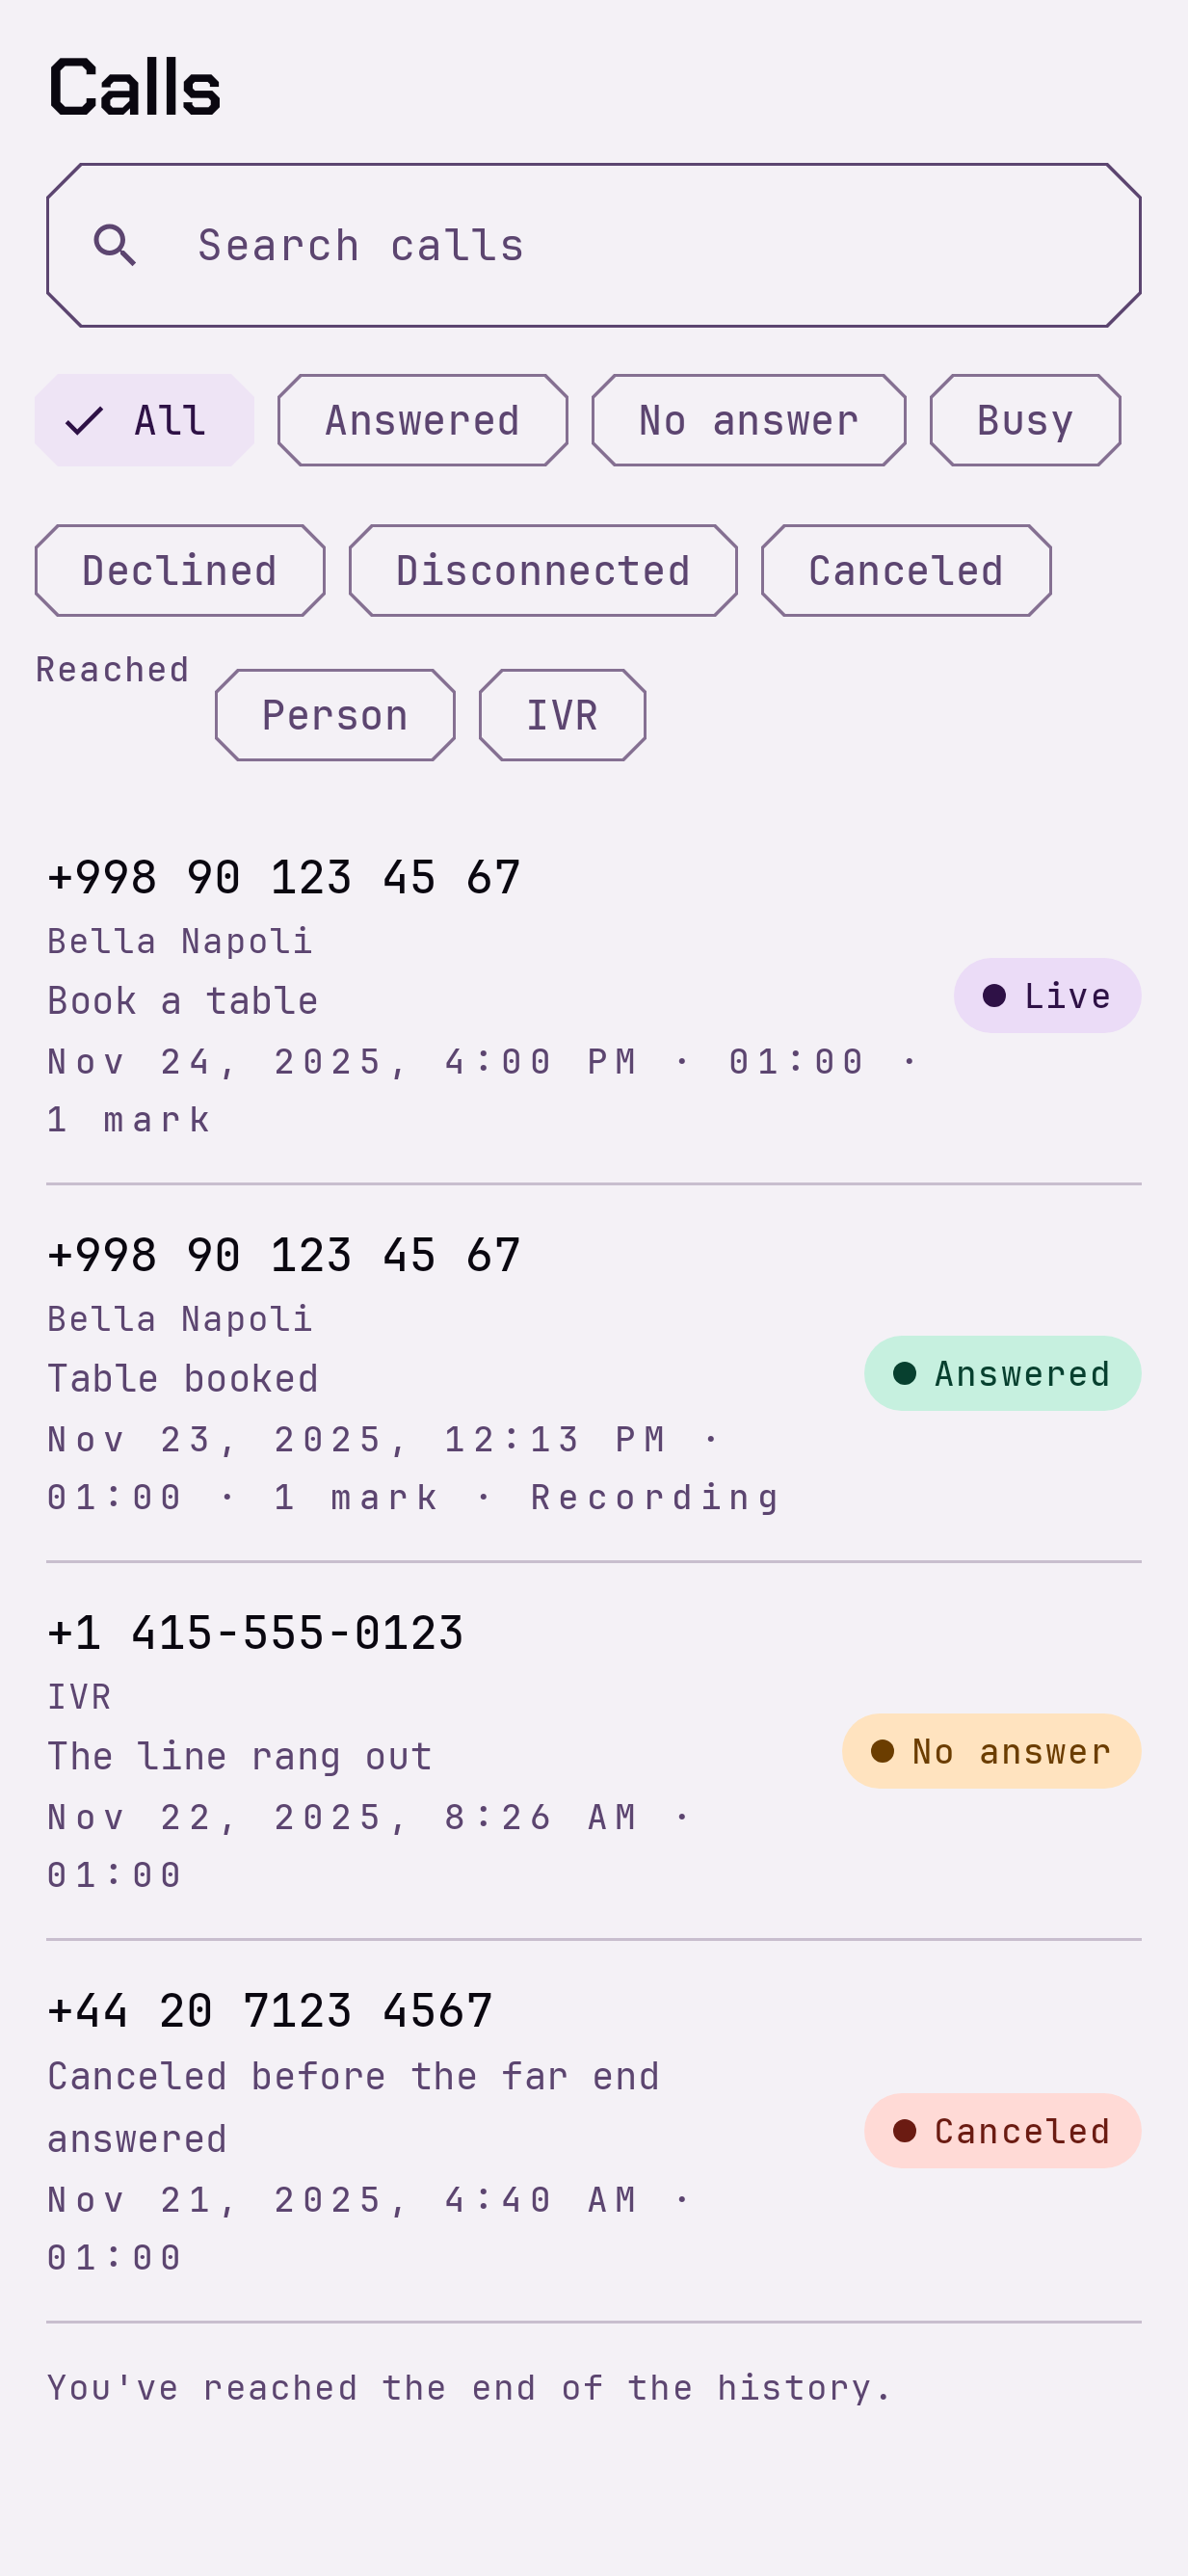 Calls
Search calls
All Answered No answer Busy
Declined Disconnected Canceled
Reached Person IVR
+998 90 123 45 67
Bella Napoli
Book a table
Live
Nov 24, 2025, 4:00 PM · 01:00 ·
1 mark
+998 90 123 45 67
Bella Napoli
Table booked
Answered
Nov 23, 2025, 12:13 PM ·
01:00 · 1 mark · Recording
+1 415-555-0123
IVR
The line rang out
No answer
Nov 22, 2025, 8:26 AM ·
01:00
+44 20 7123 4567
Canceled before the far end
answered
Canceled
Nov 21, 2025, 4:40 AM ·
01:00
You've reached the end of the history.